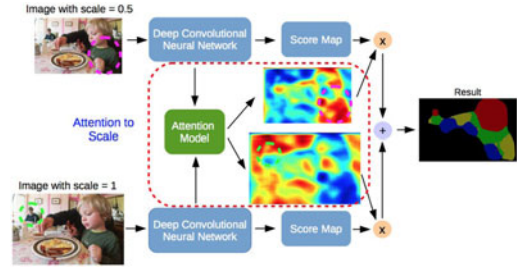 Image with scale = 0.5
Deep Convolutional
Neural Network
Score Map
x
Attention to
Scale
Attention
Model
Result
+
Image with scale = 1
Deep Convolutional
Neural Network
Score Map
x